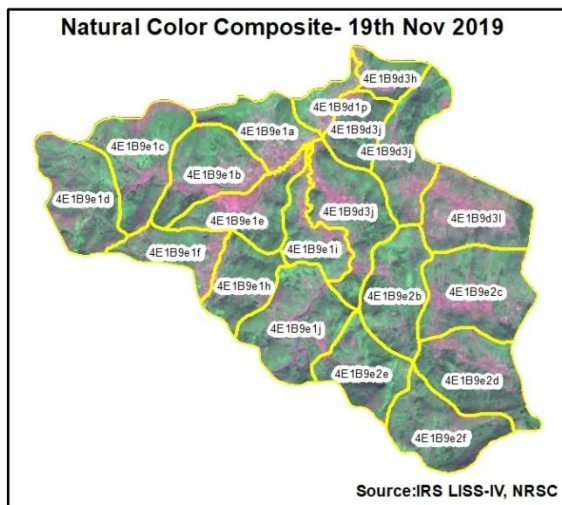 Natural Color Composite- 19th Nov 2019
4E1B9d3h
4E1B9d1p
4E1B9e1a
4E1B9d3j
4E1B9e1c
4E1B9d3j
4E1B9e1b
4E1B9e1d
4E1B9d3j
4E1B9e1e
4E1B9d3l
4E1B9e1f
4E1B9e1i
4E1B9e1h
4E1B9e2b
4E1B9e2c
4E1B9e1j
4E1B9e2e
4E1B9e2d
4E1B9e2f
Source:IRS LISS-IV, NRSC